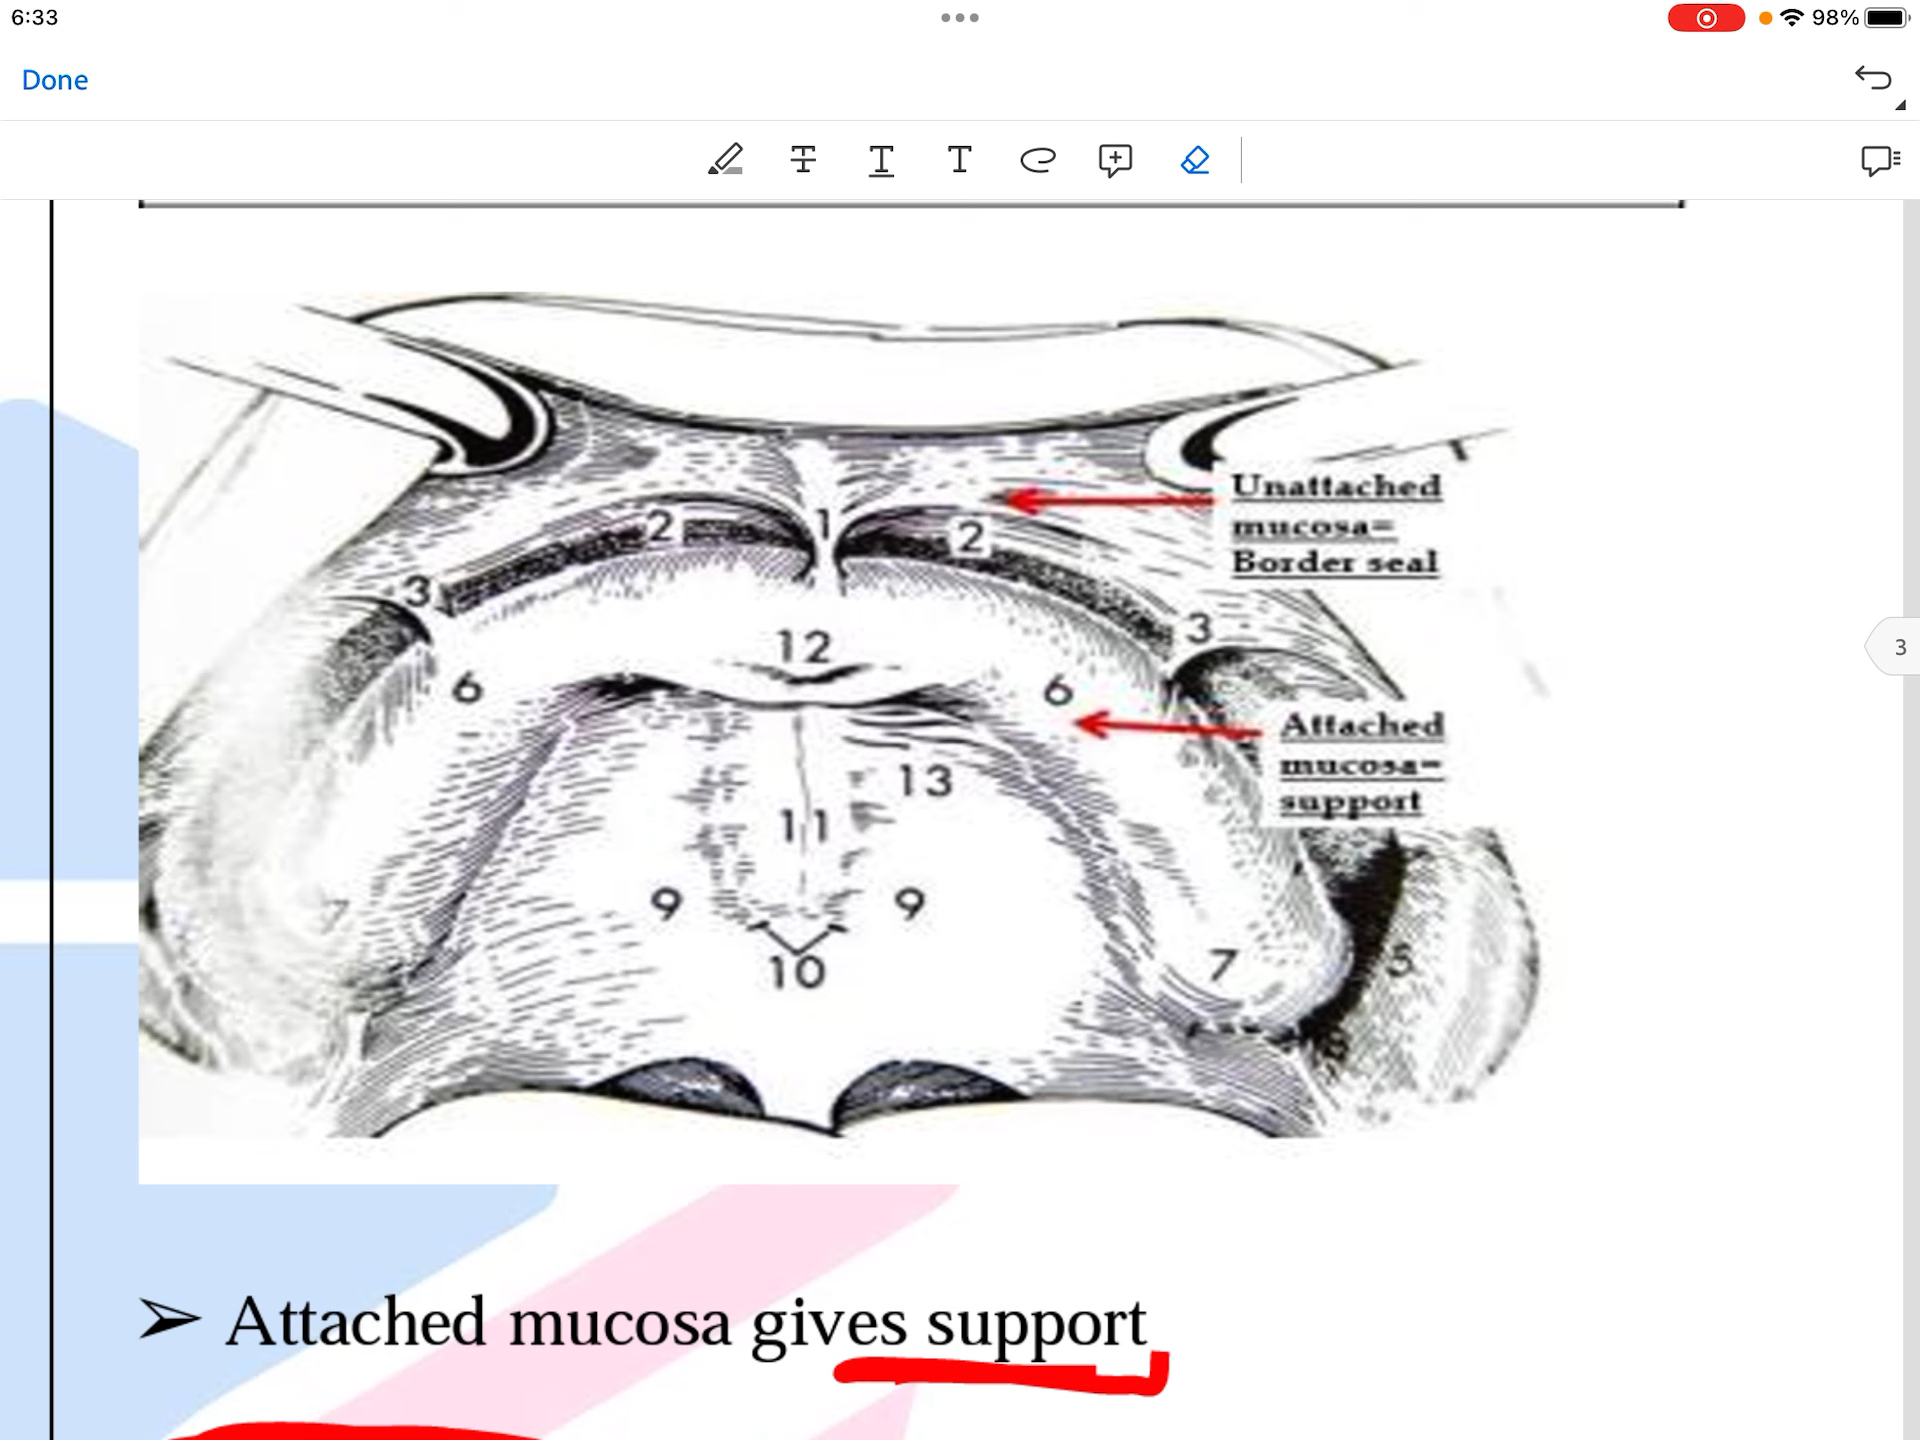 6:33
98%
Done
3
Unattached
mucosa=
Border seal
1
2
2
3
3
12
6
6
Attached
mucosa=
support
13
11
9
9
10
7
7
5
➢ Attached mucosa gives support